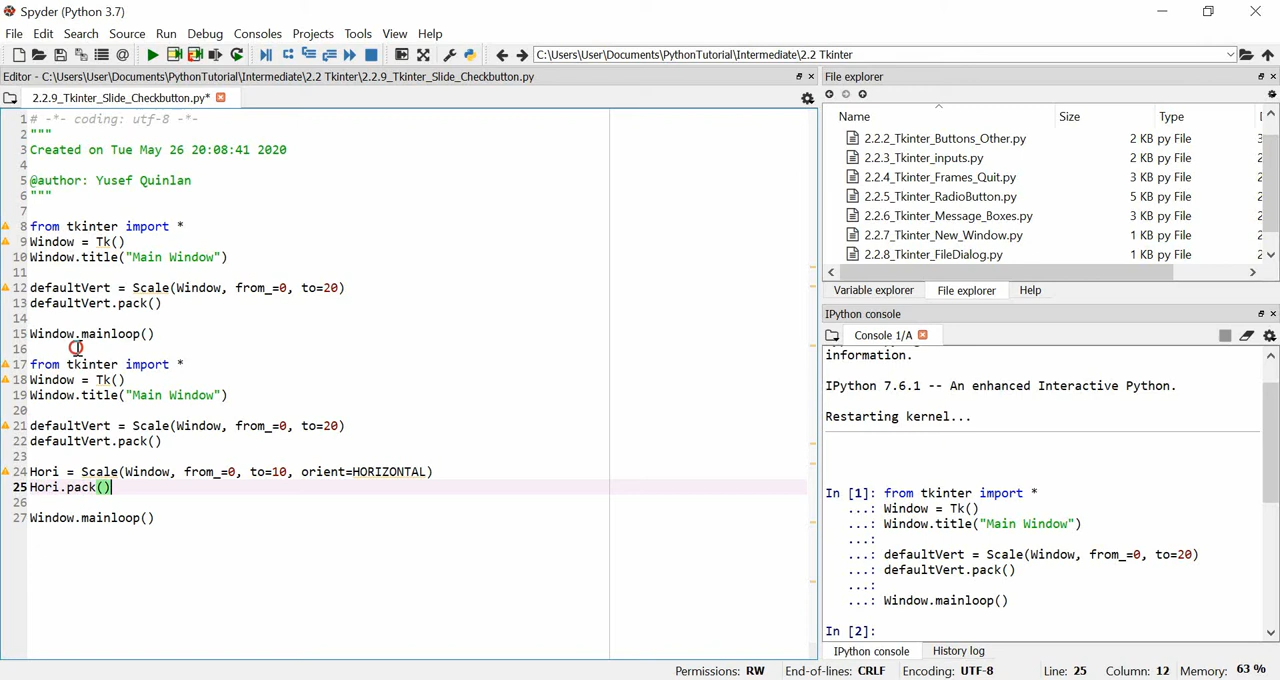 Spyder (Python 3.7)
File Edit Search Source Run Debug Consoles Projects Tools View Help
C:\Users\User\Documents\PythonTutorial\Intermediate\2.2 Tkinter
Editor - C:\Users\User\Documents\PythonTutorial\Intermediate\2.2 Tkinter\2.2.9_Tkinter_Slide_Checkbutton.py
2.2.9_Tkinter_Slide_Checkbutton.py*
1 # -*- coding: utf-8 -*-
2 """
3 Created on Tue May 26 20:08:41 2020
4
5 @author: Yusef Quinlan
6 """
7
8 from tkinter import *
9 Window = Tk()
10 Window.title("Main Window")
11
12 defaultVert = Scale(Window, from_=0, to=20)
13 defaultVert.pack()
14
15 Window.mainloop()
16
17 from tkinter import *
18 Window = Tk()
19 Window.title("Main Window")
20
21 defaultVert = Scale(Window, from_=0, to=20)
22 defaultVert.pack()
23
24 Hori = Scale(Window, from_=0, to=10, orient=HORIZONTAL)
25 Hori.pack()
26
27 Window.mainloop()
File explorer
Name Size Type
2.2.2_Tkinter_Buttons_Other.py 2 KB py File
2.2.3_Tkinter_inputs.py 2 KB py File
2.2.4_Tkinter_Frames_Quit.py 3 KB py File
2.2.5_Tkinter_RadioButton.py 5 KB py File
2.2.6_Tkinter_Message_Boxes.py 3 KB py File
2.2.7_Tkinter_New_Window.py 1 KB py File
2.2.8_Tkinter_FileDialog.py 1 KB py File
Variable explorer File explorer Help
IPython console
Console 1/A
information.
IPython 7.6.1 -- An enhanced Interactive Python.
Restarting kernel...
In [1]: from tkinter import *
...: Window = Tk()
...: Window.title("Main Window")
...:
...: defaultVert = Scale(Window, from_=0, to=20)
...: defaultVert.pack()
...:
...: Window.mainloop()
In [2]:
IPython console History log
Permissions: RW End-of-lines: CRLF Encoding: UTF-8 Line: 25 Column: 12 Memory: 63 %